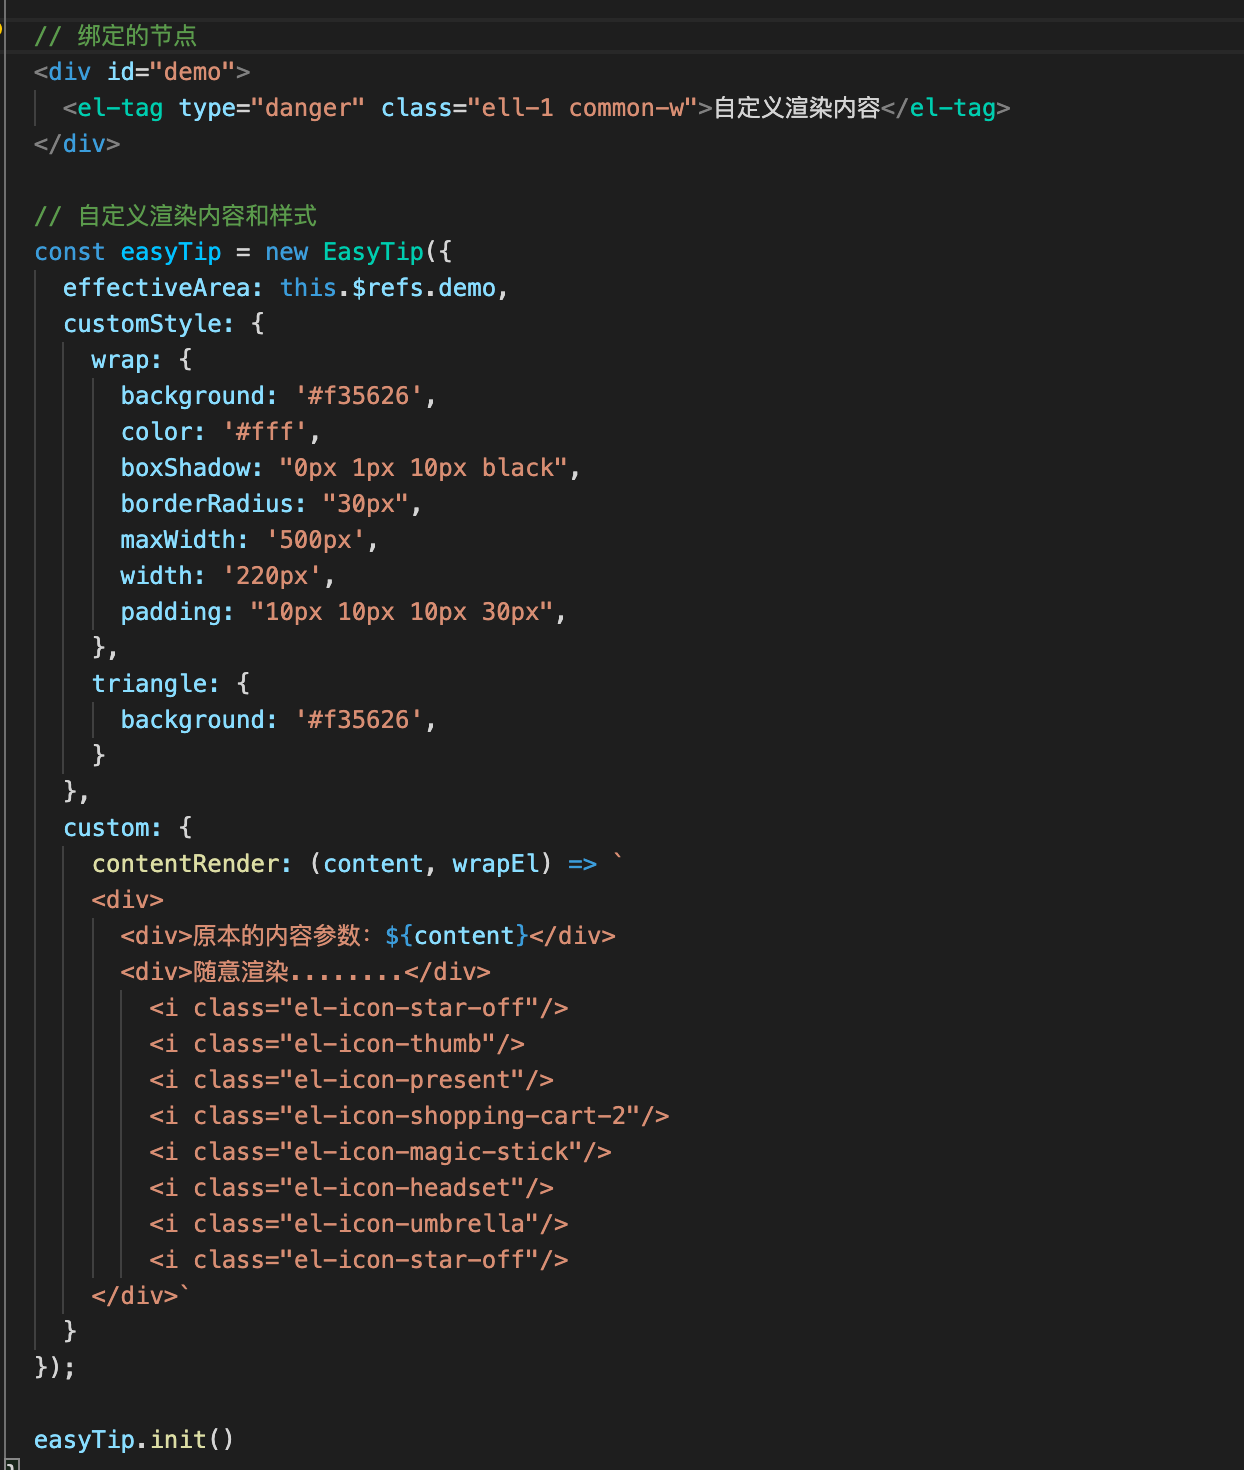 // 绑定的节点
<div id="demo">
  <el-tag type="danger" class="ell-1 common-w">自定义渲染内容</el-tag>
</div>

// 自定义渲染内容和样式
const easyTip = new EasyTip({
  effectiveArea: this.$refs.demo,
  customStyle: {
    wrap: {
      background: '#f35626',
      color: '#fff',
      boxShadow: "0px 1px 10px black",
      borderRadius: "30px",
      maxWidth: '500px',
      width: '220px',
      padding: "10px 10px 10px 30px",
    },
    triangle: {
      background: '#f35626',
    }
  },
  custom: {
    contentRender: (content, wrapEl) => `
    <div>
      <div>原本的内容参数：${content}</div>
      <div>随意渲染........</div>
        <i class="el-icon-star-off"/>
        <i class="el-icon-thumb"/>
        <i class="el-icon-present"/>
        <i class="el-icon-shopping-cart-2"/>
        <i class="el-icon-magic-stick"/>
        <i class="el-icon-headset"/>
        <i class="el-icon-umbrella"/>
        <i class="el-icon-star-off"/>
    </div>`
  }
});

easyTip.init()
}